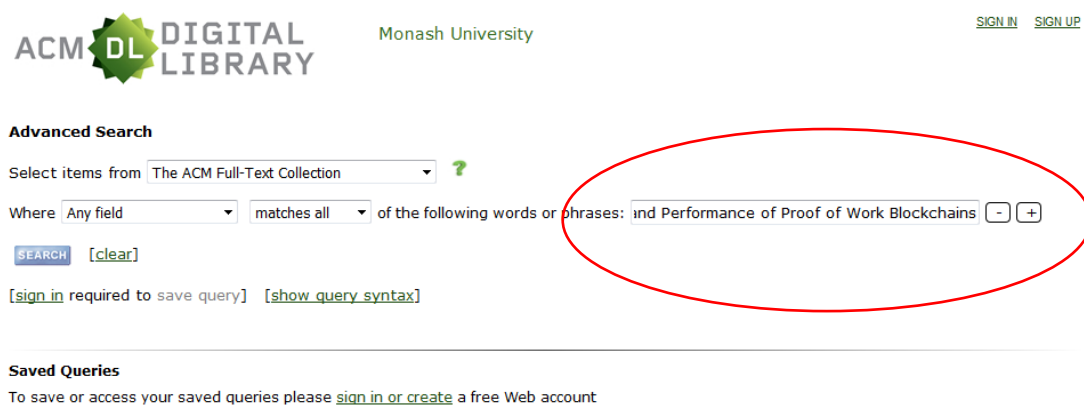 ACM DL DIGITAL LIBRARY
Monash University
SIGN IN SIGN UP
Advanced Search
Select items from The ACM Full-Text Collection ?
Where Any field matches all of the following words or phrases: and Performance of Proof of Work Blockchains - +
SEARCH [clear]
[sign in required to save query] [show query syntax]
Saved Queries
To save or access your saved queries please sign in or create a free Web account